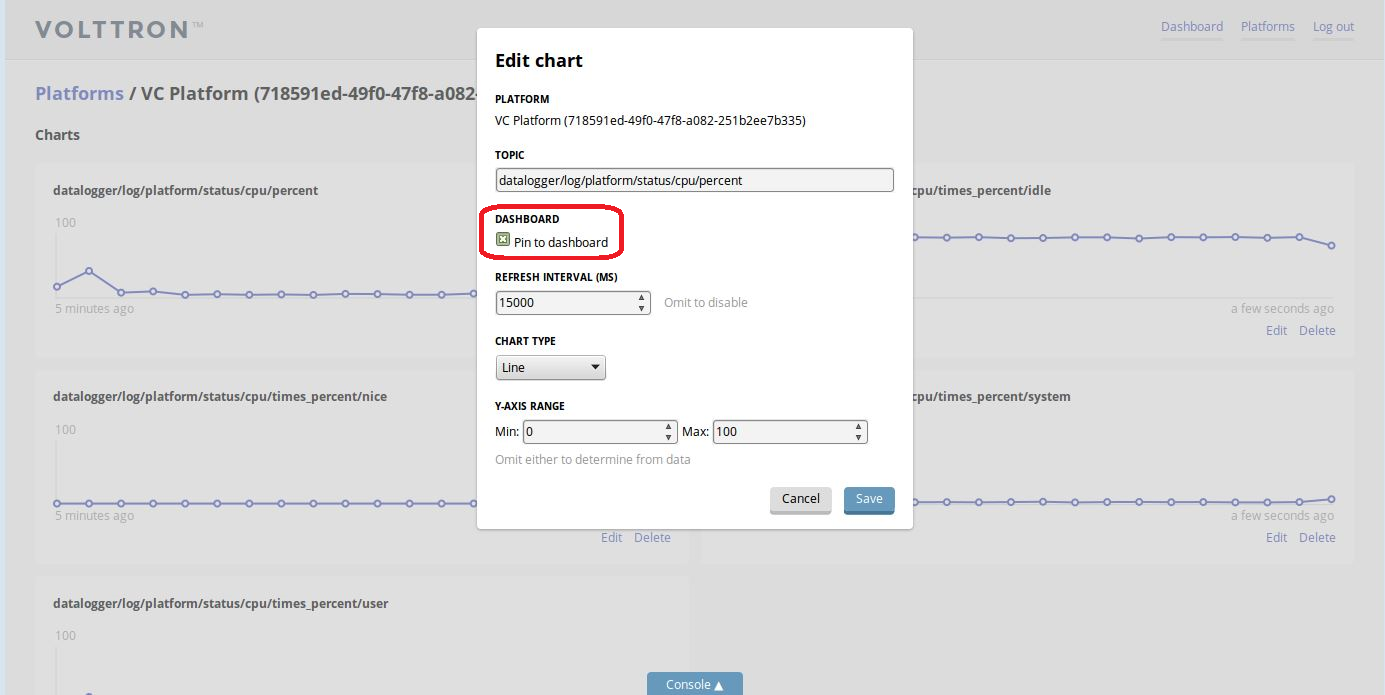 VOLTTRON™
Dashboard Platforms Log out
Platforms / VC Platform (718591ed-49f0-47f8-a082-
Charts
datalogger/log/platform/status/cpu/percent
100
5 minutes ago
cpu/times_percent/idle
a few seconds ago
Edit Delete
datalogger/log/platform/status/cpu/times_percent/nice
100
5 minutes ago
Edit Delete
cpu/times_percent/system
a few seconds ago
Edit Delete
datalogger/log/platform/status/cpu/times_percent/user
100
Edit chart
PLATFORM
VC Platform (718591ed-49f0-47f8-a082-251b2ee7b335)
TOPIC
datalogger/log/platform/status/cpu/percent
DASHBOARD
Pin to dashboard
REFRESH INTERVAL (MS)
15000 Omit to disable
CHART TYPE
Line
Y-AXIS RANGE
Min: 0 Max: 100
Omit either to determine from data
Cancel Save
Console ▲